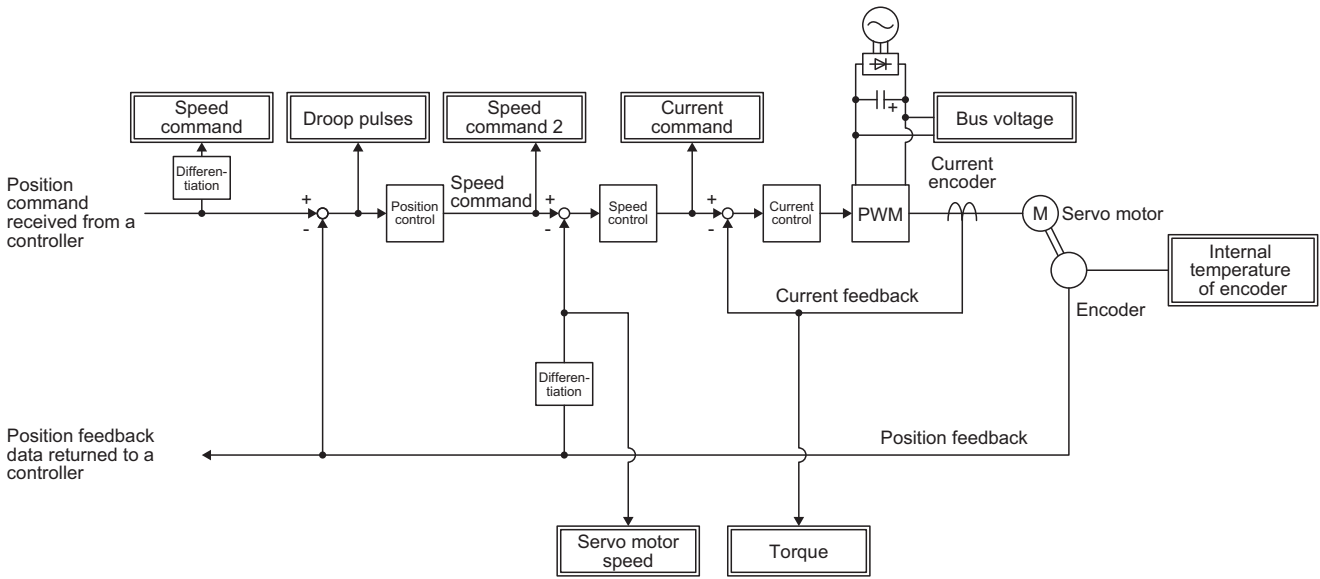 Speed
command
Droop pulses
Speed
command 2
Current
command
Bus voltage
Differen-
tiation
Position
command
received from a
controller
+
-
Position
control
Speed
command
+
-
Speed
control
+
-
Current
control
PWM
+
Current
encoder
M
Servo motor
Internal
temperature
of encoder
Encoder
Current feedback
Differen-
tiation
Position feedback
data returned to a
controller
Position feedback
Servo motor
speed
Torque